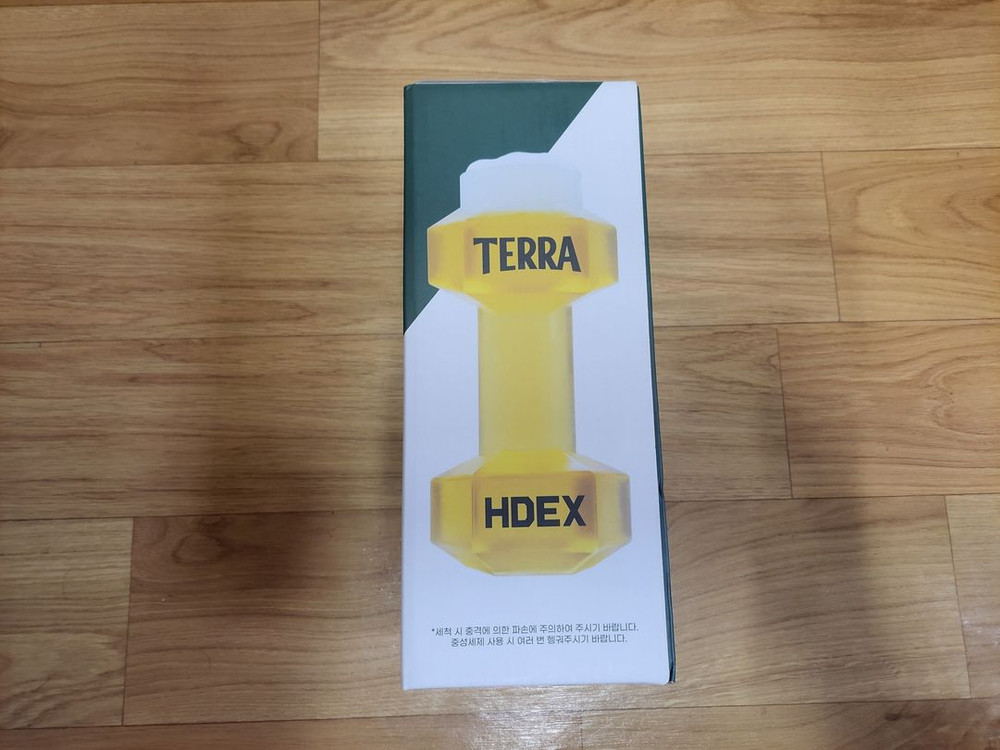 TERRA
HDEX
*세척 시 충격에 의한 파손에 주의하여 주시기 바랍니다.
중성세제 사용 시 여러 번 헹궈주시기 바랍니다.